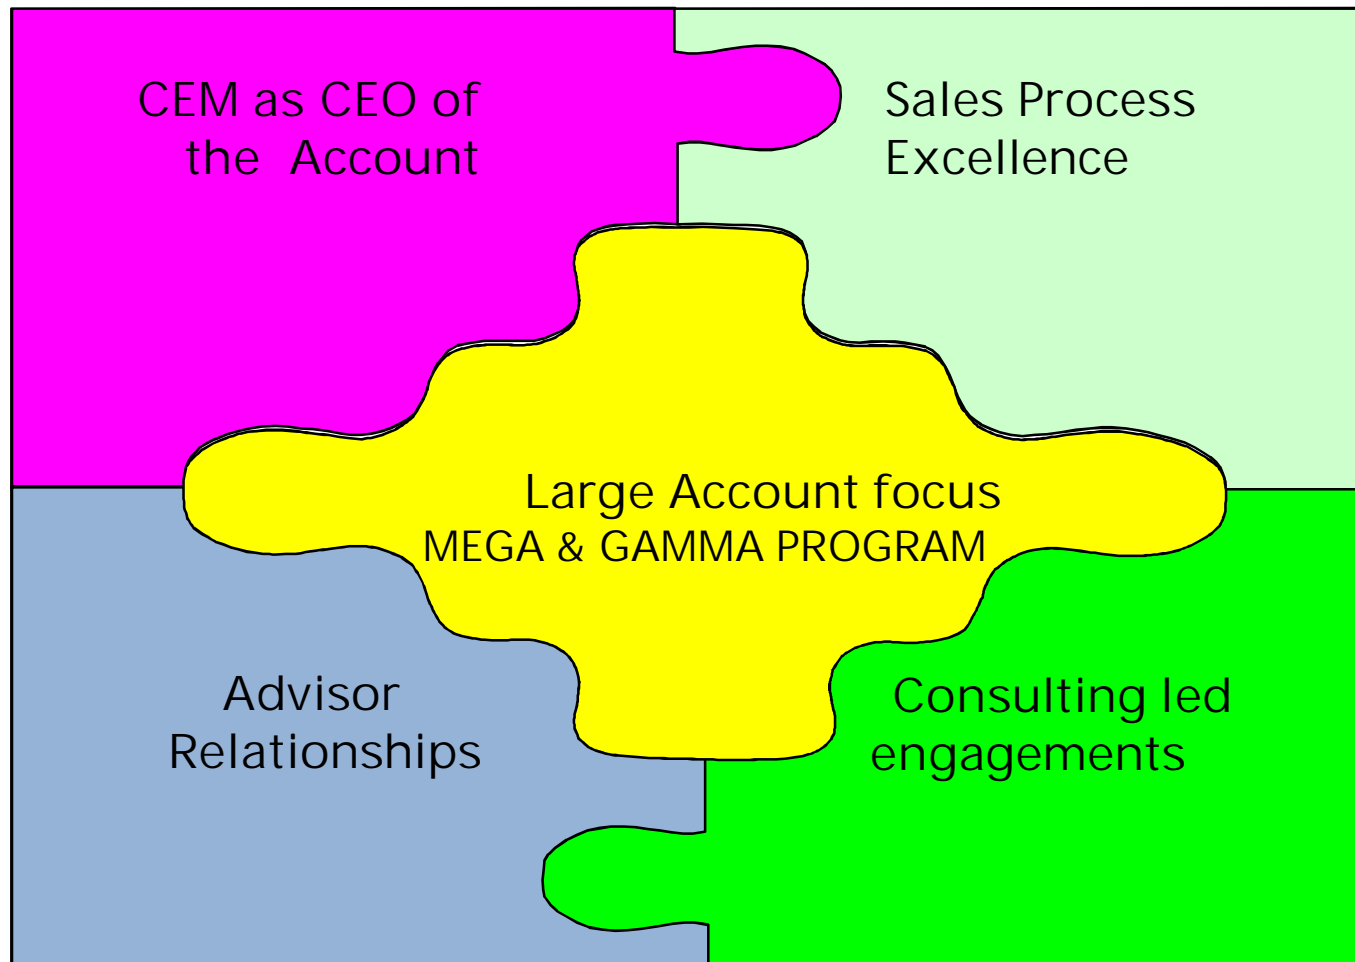 CEM as CEO of
the Account
Sales Process
Excellence
Large Account focus
MEGA & GAMMA PROGRAM
Advisor
Relationships
Consulting led
engagements